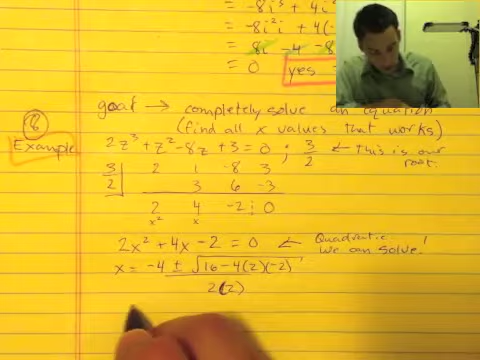 = -8i³ + 4i
= -8i²i + 4(-
= 8i -4 -8
= 0 yes
goal → completely solve an equation
(find all x values that works)
⑧
Example
2z³ + z² - 8z + 3 = 0 ; 3/2 ← this is our root.
3/2 | 2 1 -8 3
3 6 -3
2 4 -2 0
x² x
2x² + 4x - 2 = 0 ← Quadratic we can solve!
x = -4 ± √16 - 4(2)(-2)
2(2)